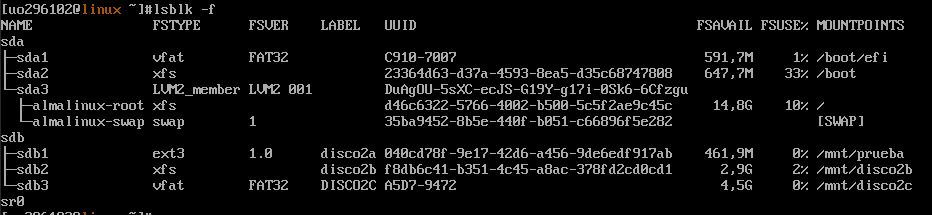 [uo296102@linux ~]#lsblk -f
NAME FSTYPE FSVER LABEL UUID FSAVAIL FSUSE% MOUNTPOINTS
sda
├─sda1 vfat FAT32 C910-7007 591,7M 1% /boot/efi
├─sda2 xfs 23364d63-d37a-4593-8ea5-d35c68747808 647,7M 33% /boot
└─sda3 LVM2_member LVM2 001 DuAgOU-5sXC-ecJS-G19Y-g17i-0Sk6-6Cfzgu
├─almalinux-root xfs d46c6322-5766-4002-b500-5c5f2ae9c45c 14,8G 10% /
└─almalinux-swap swap 1 35ba9452-8b5e-440f-b051-c66896f5e282 [SWAP]
sdb
├─sdb1 ext3 1.0 disco2a 040cd78f-9e17-42d6-a456-9de6edf917ab 461,9M 0% /mnt/prueba
├─sdb2 xfs disco2b f8db6c41-b351-4c45-a8ac-378fd2cd0cd1 2,9G 2% /mnt/disco2b
└─sdb3 vfat FAT32 DISCO2C A5D7-9472 4,5G 0% /mnt/disco2c
sr0
[uo296102@linux ~]#